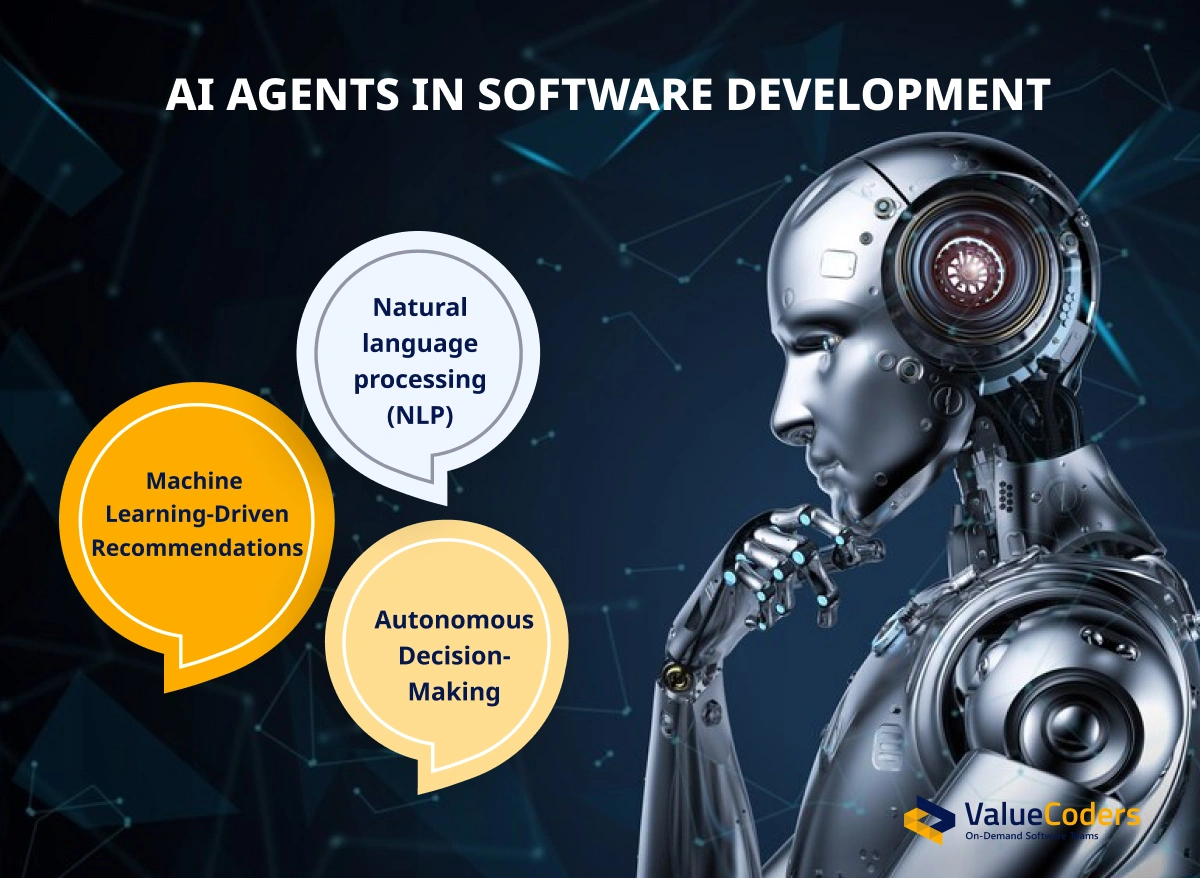 AI AGENTS IN SOFTWARE DEVELOPMENT
Natural
language
processing
(NLP)
Machine
Learning-Driven
Recommendations
Autonomous
Decision-
Making
ValueCoders
On-Demand Software Teams